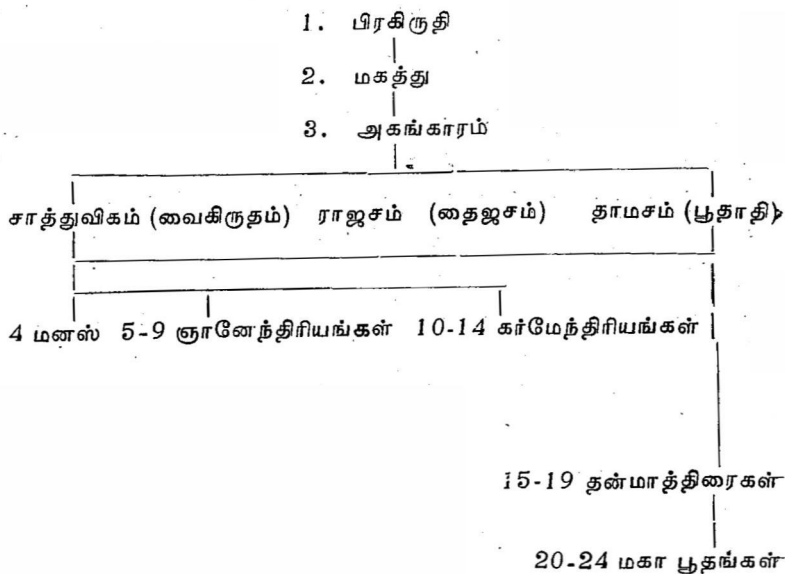 1. பிரகிருதி
2. மகத்து
3. அகங்காரம்
சாத்துவிகம் (வைகிருதம்) ராஜசம் (தைஜசம்) தாமசம் (பூதாதி)
4 மனஸ் 5-9 ஞானேந்திரியங்கள் 10-14 கர்மேந்திரியங்கள்
15-19 தன்மாத்திரைகள்
20-24 மகா பூதங்கள்